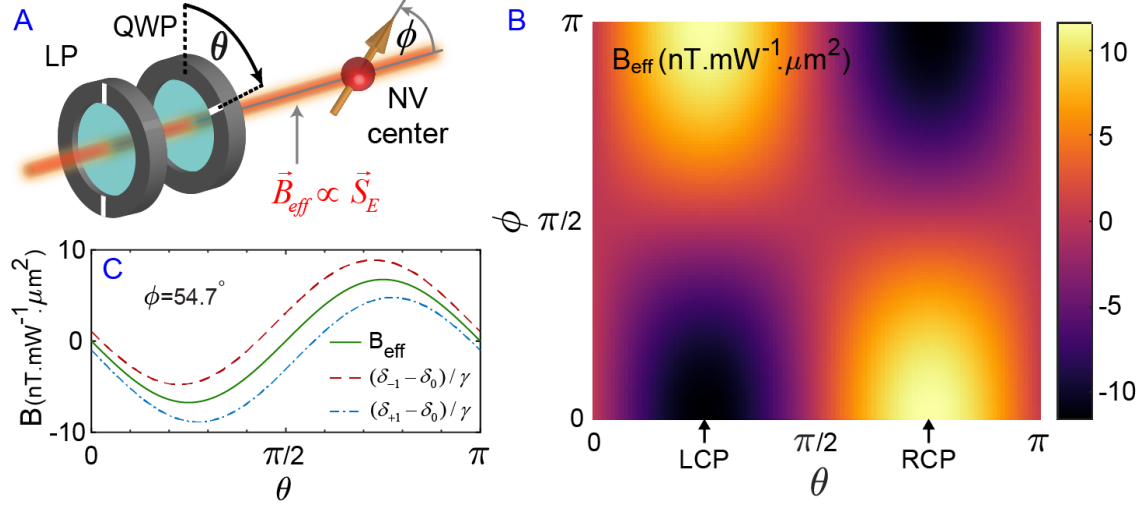 A
LP
QWP
θ
ϕ
NV
center
B⃗eff ∝ S⃗E
B
Beff (nT.mW⁻¹.μm²)
π
ϕ π/2
0
0
LCP
π/2
RCP
π
θ
10
5
0
-5
-10
C
ϕ=54.7°
B(nT.mW⁻¹.μm²)
10
0
-10
Beff
(δ₋₁ − δ₀) / γ
(δ₊₁ − δ₀) / γ
0
π/2
π
θ